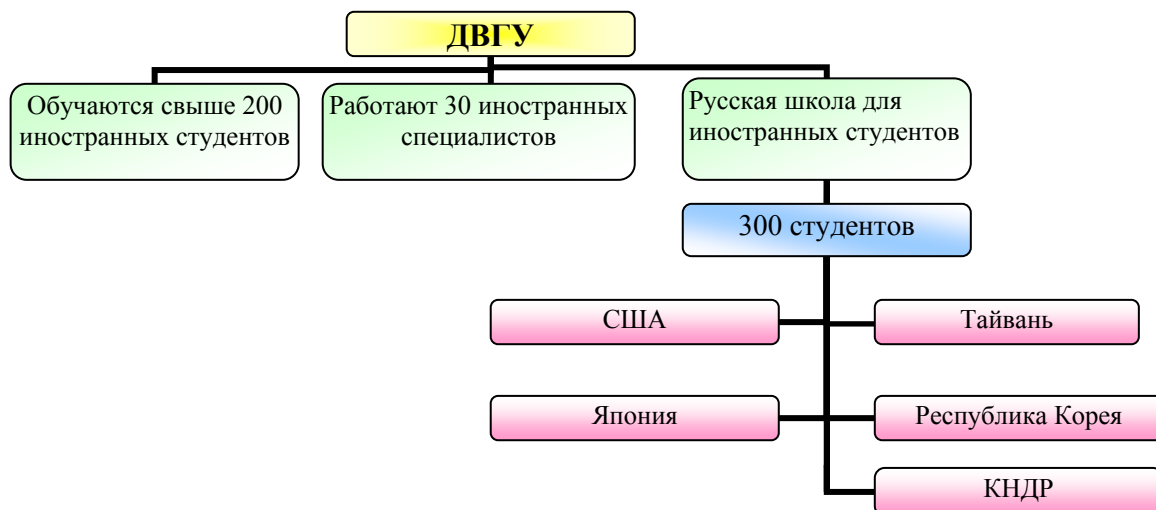 ДВГУ
Обучаются свыше 200
иностранных студентов
Работают 30 иностранных
специалистов
Русская школа для
иностранных студентов
300 студентов
США
Тайвань
Япония
Республика Корея
КНДР